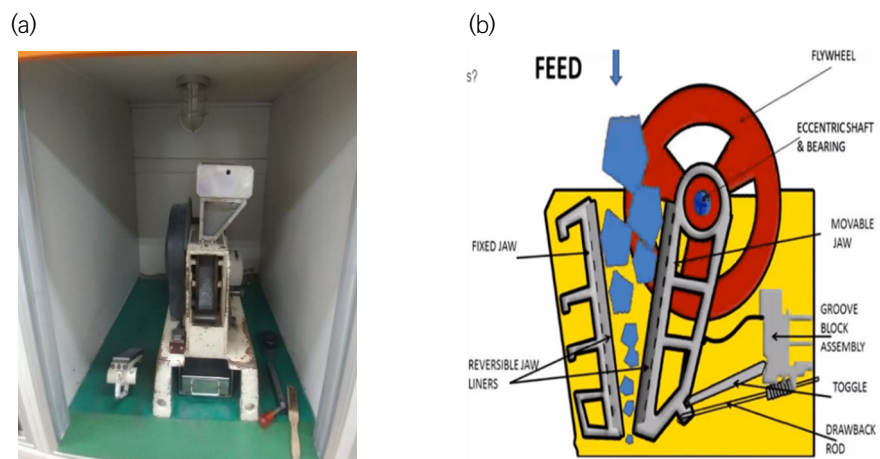 (a)
(b)
s?
FEED
FLYWHEEL
ECCENTRIC SHAFT
& BEARING
FIXED JAW
MOVABLE
JAW
GROOVE
BLOCK
ASSEMBLY
REVERSIBLE JAW
LINERS
TOGGLE
DRAWBACK
ROD